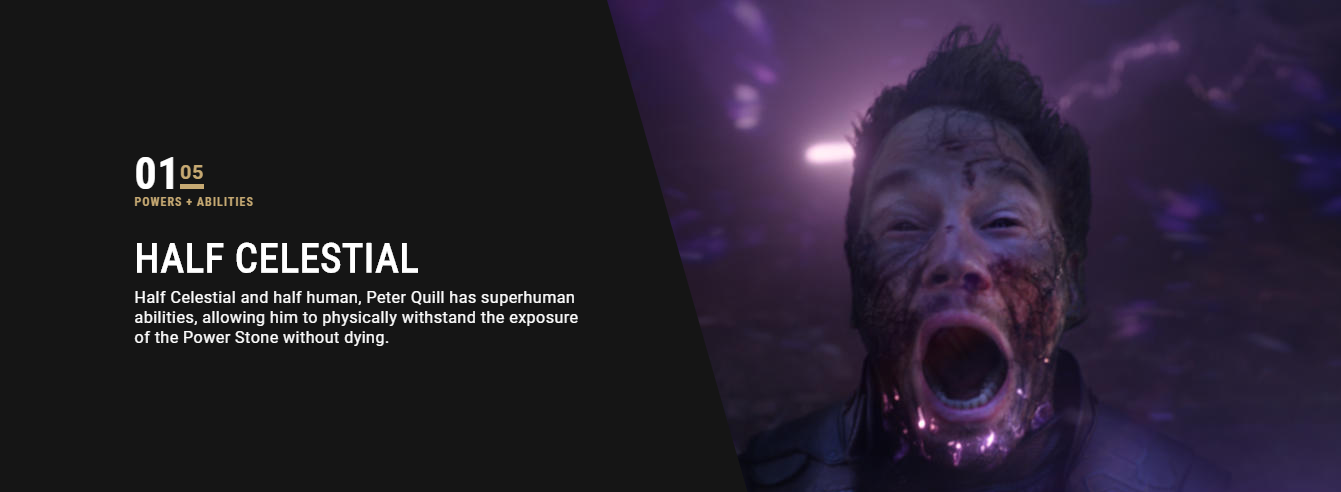 01 05
POWERS + ABILITIES
HALF CELESTIAL
Half Celestial and half human, Peter Quill has superhuman
abilities, allowing him to physically withstand the exposure
of the Power Stone without dying.